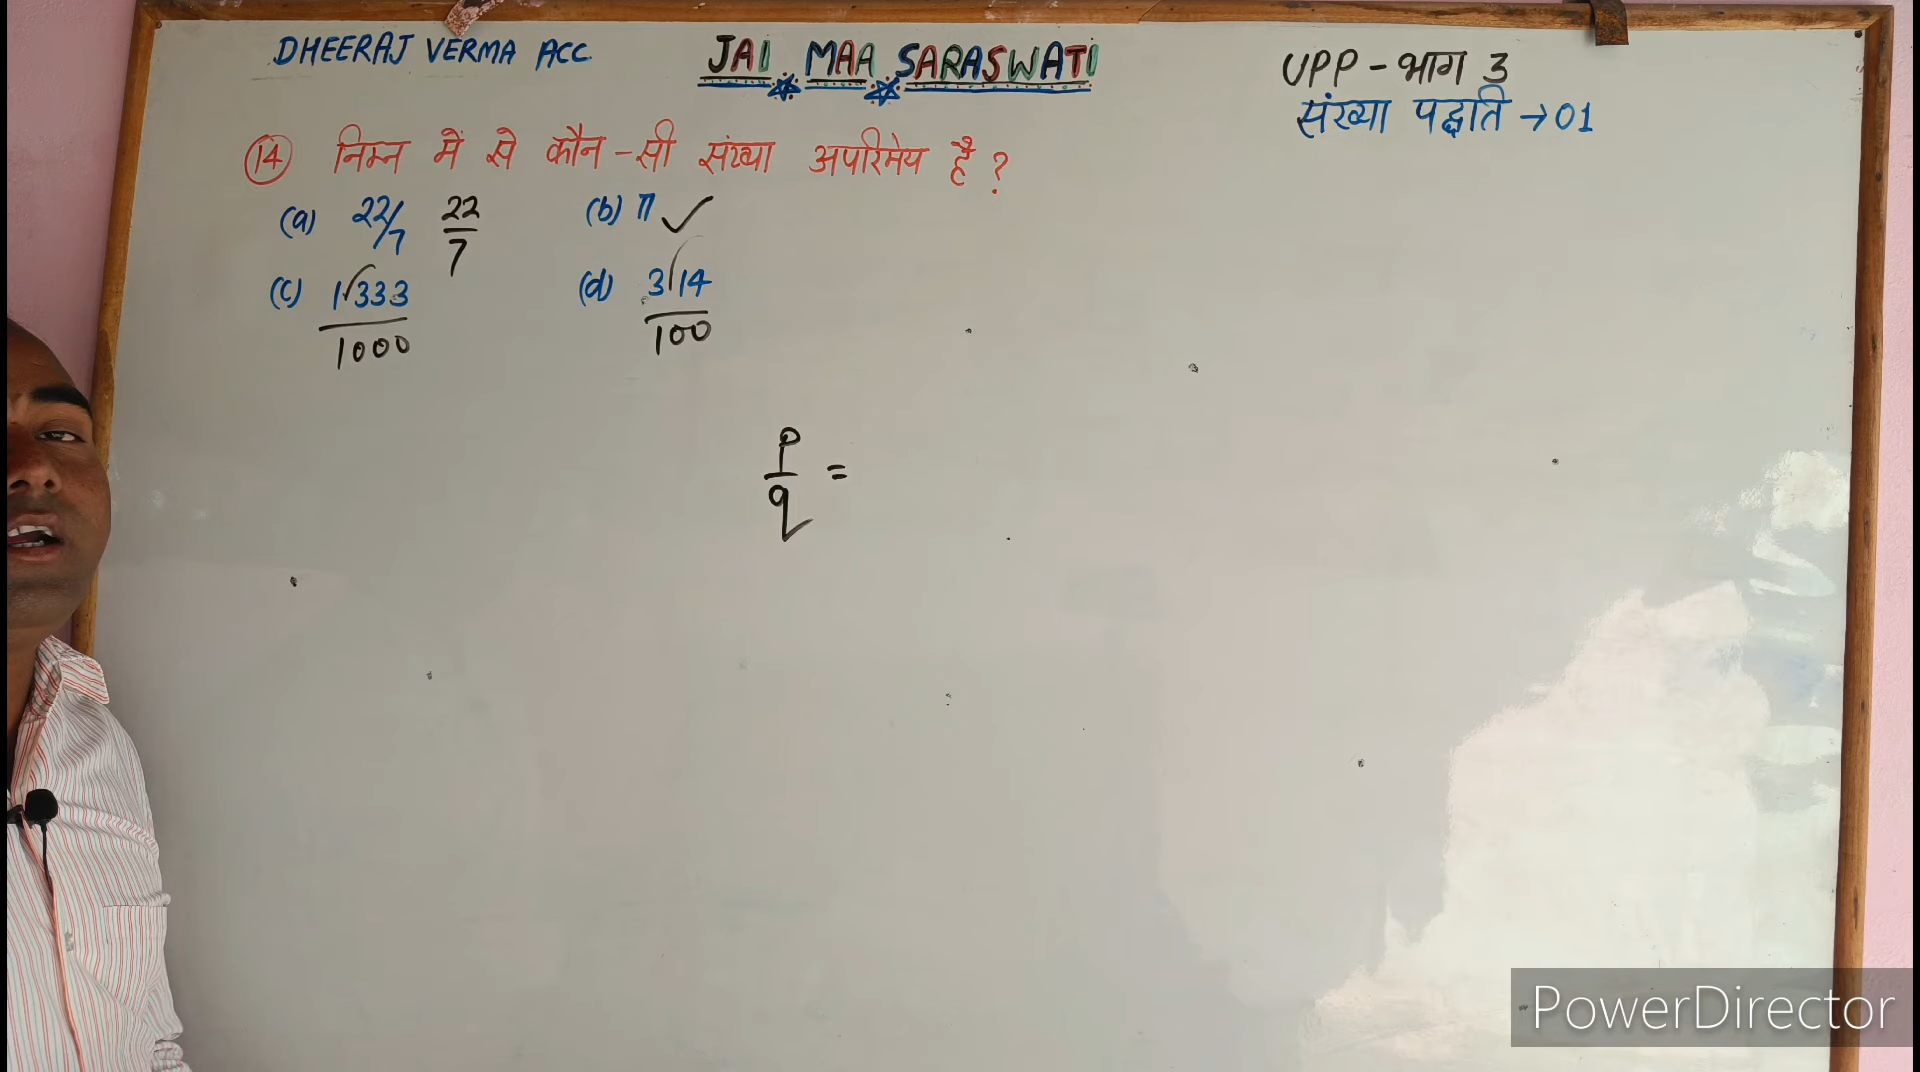 DHEERAJ VERMA ACC.
JAI MAA SARASWATI
UPP - भाग 3
संख्या पद्धति → 01
(14) निम्न में से कौन-सी संख्या अपरिमेय है ?
(a) 22/7 22/7 (b) π ✓
(c) 1333/1000 (d) 314/100
p/q =
PowerDirector